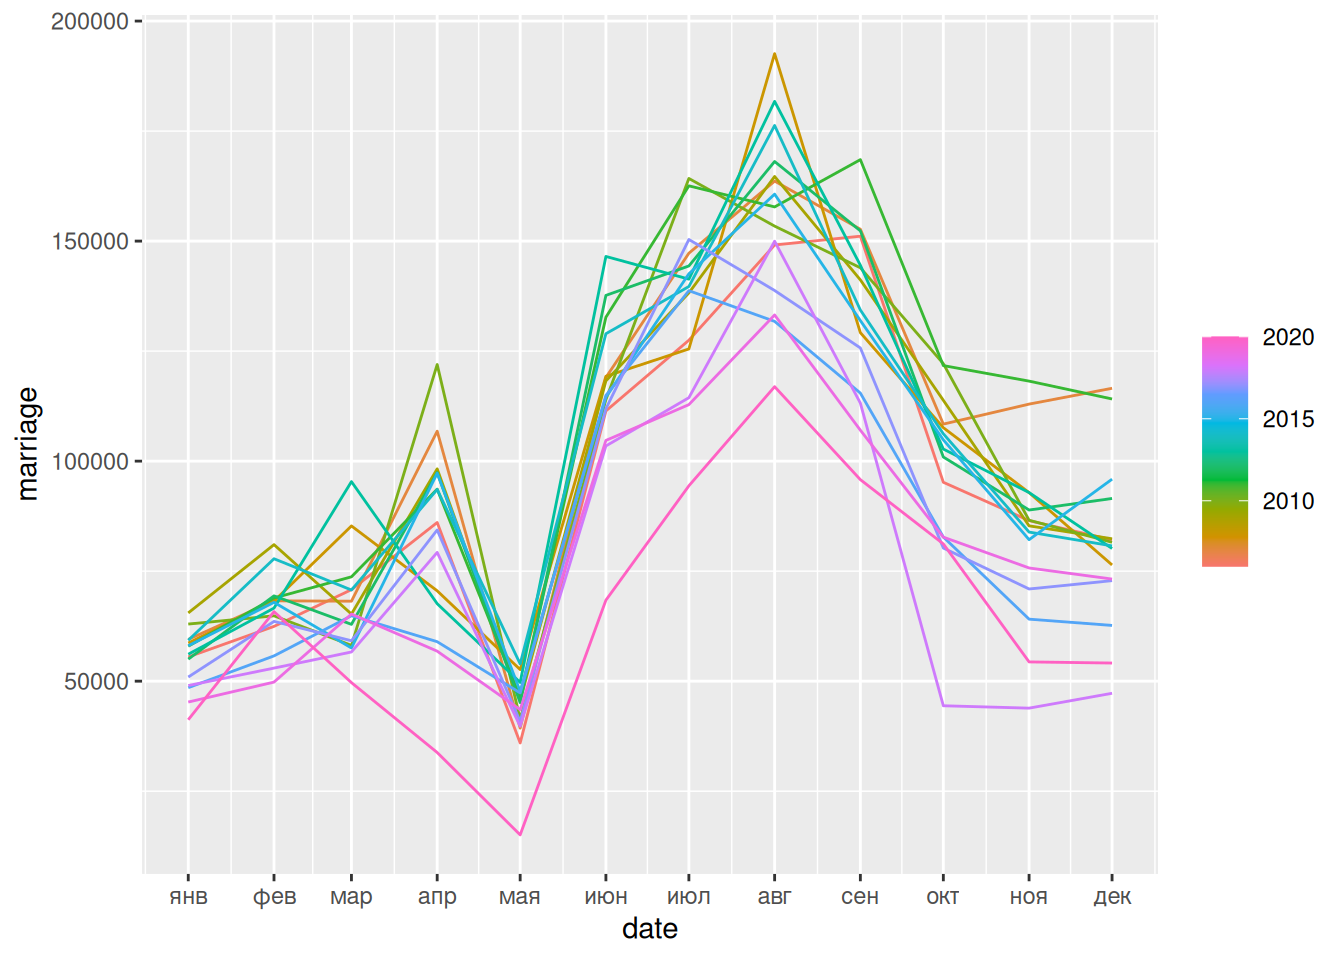 200000
150000
100000
50000
marriage
янв фев мар апр мая июн июл авг сен окт ноя дек
date
2020
2015
2010